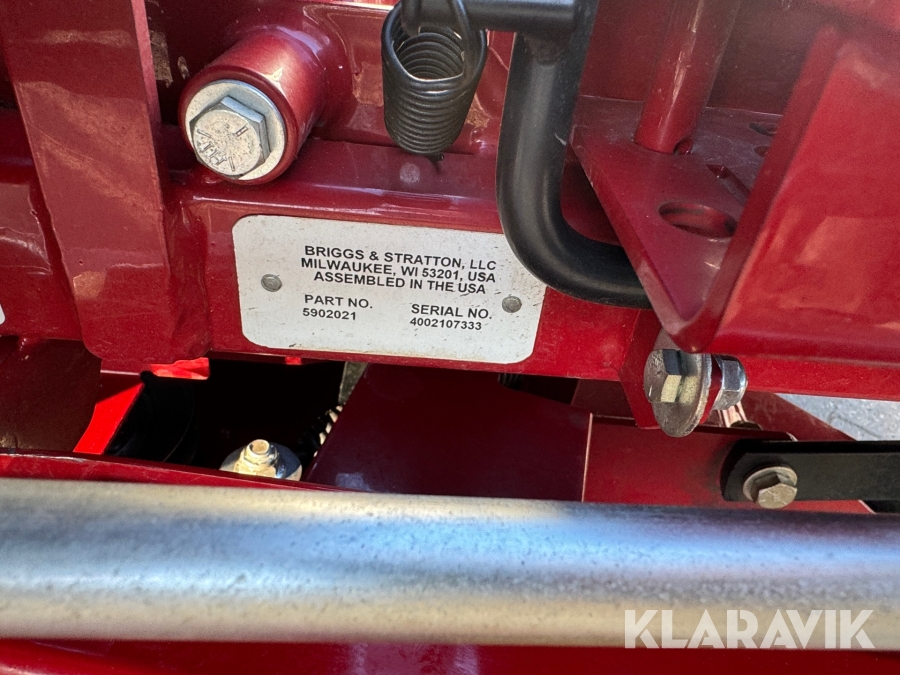 BRIGGS & STRATTON, LLC
MILWAUKEE, WI 53201, USA
ASSEMBLED IN THE USA
PART NO. SERIAL NO.
5902021 4002107333
KLARAVIK